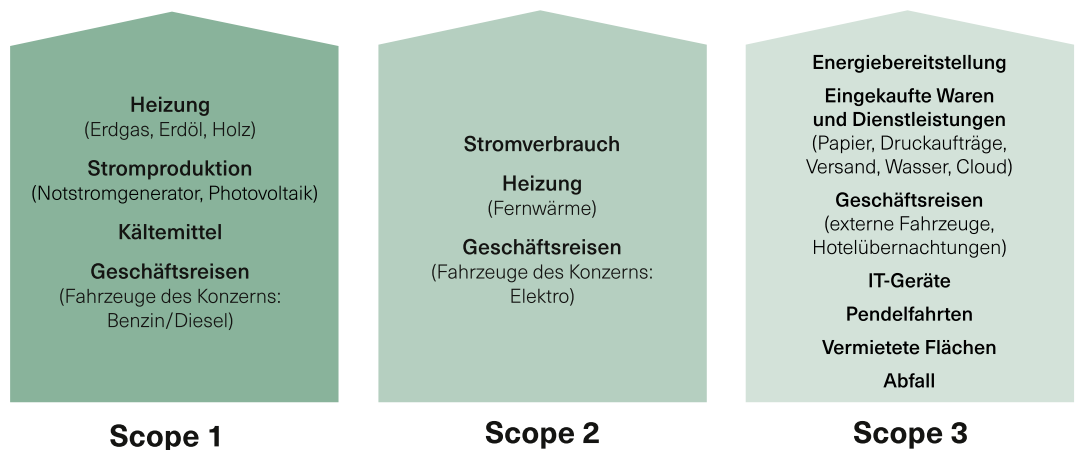 Heizung
(Erdgas, Erdöl, Holz)
Stromproduktion
(Notstromgenerator, Photovoltaik)
Kältemittel
Geschäftsreisen
(Fahrzeuge des Konzerns:
Benzin/Diesel)
Scope 1
Stromverbrauch
Heizung
(Fernwärme)
Geschäftsreisen
(Fahrzeuge des Konzerns:
Elektro)
Scope 2
Energiebereitstellung
Eingekaufte Waren
und Dienstleistungen
(Papier, Druckaufträge,
Versand, Wasser, Cloud)
Geschäftsreisen
(externe Fahrzeuge,
Hotelübernachtungen)
IT-Geräte
Pendelfahrten
Vermietete Flächen
Abfall
Scope 3